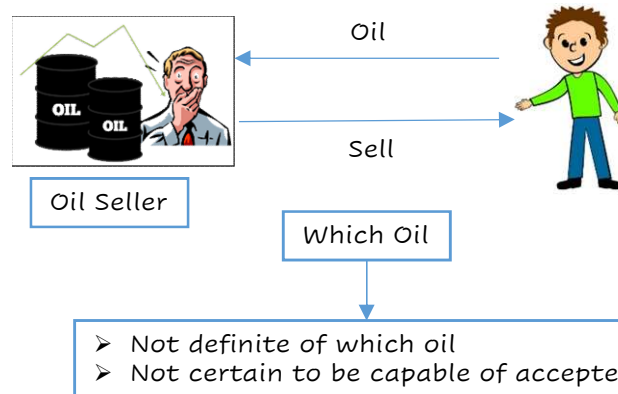 Oil
OIL
OIL
Sell
Oil Seller
Which Oil
➢ Not definite of which oil
➢ Not certain to be capable of accepte